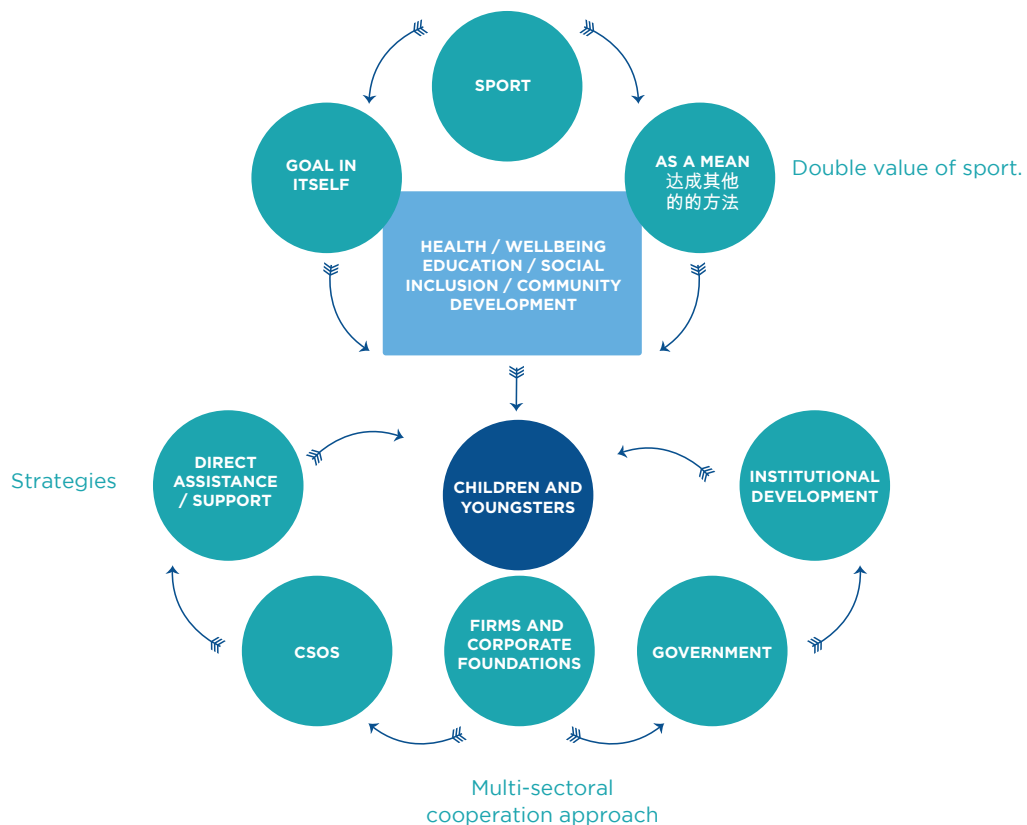 SPORT
GOAL IN
ITSELF
AS A MEAN
达成其他
的的方法
Double value of sport.
HEALTH / WELLBEING
EDUCATION / SOCIAL
INCLUSION / COMMUNITY
DEVELOPMENT
Strategies
DIRECT
ASSISTANCE
/ SUPPORT
CHILDREN AND
YOUNGSTERS
INSTITUTIONAL
DEVELOPMENT
CSOS
FIRMS AND
CORPORATE
FOUNDATIONS
GOVERNMENT
Multi-sectoral
cooperation approach